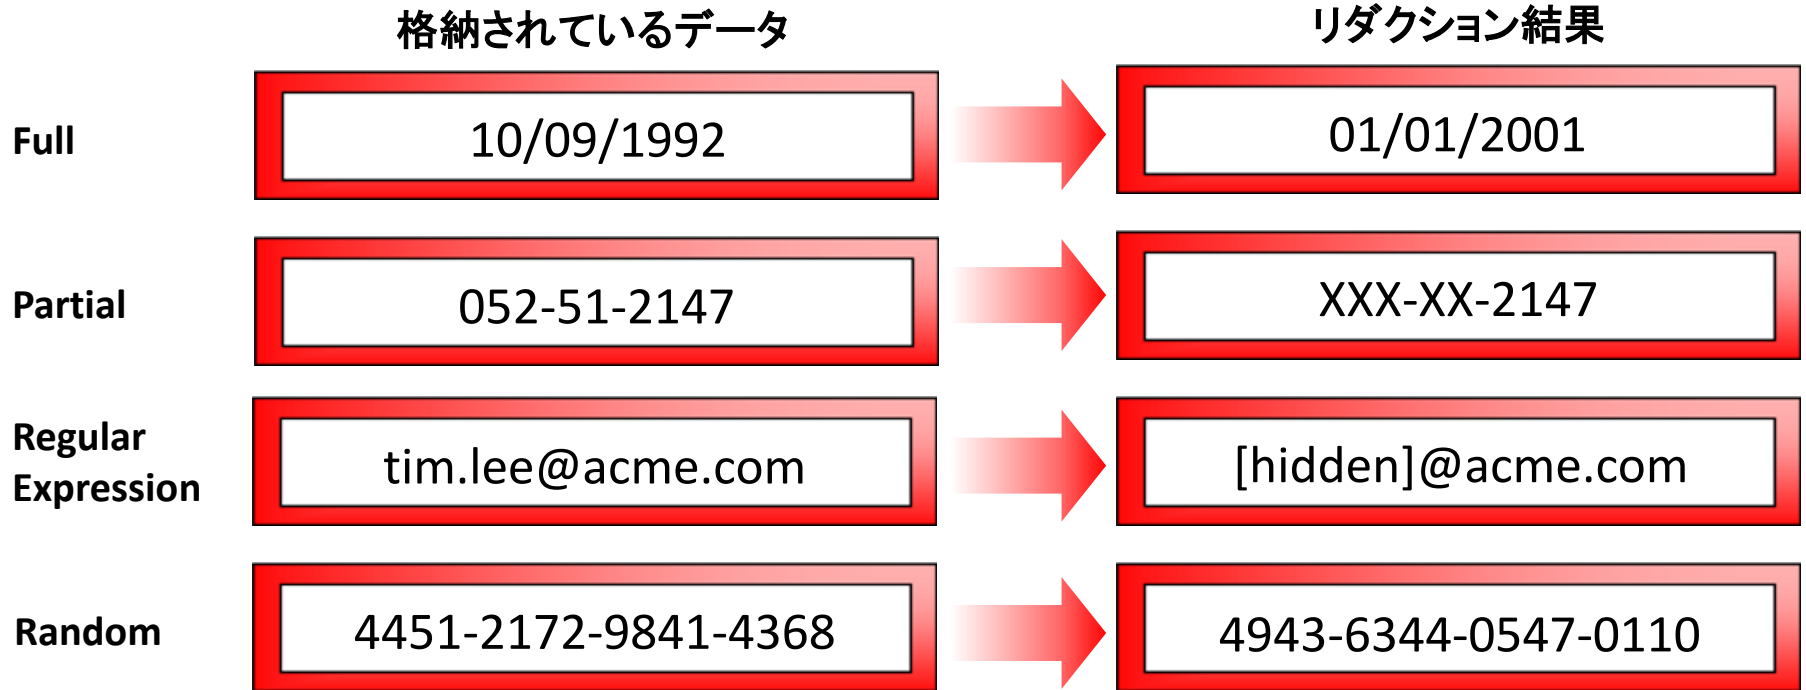 格納されているデータ
リダクション結果
Full
10/09/1992
01/01/2001
Partial
052-51-2147
XXX-XX-2147
Regular
Expression
tim.lee@acme.com
[hidden]@acme.com
Random
4451-2172-9841-4368
4943-6344-0547-0110